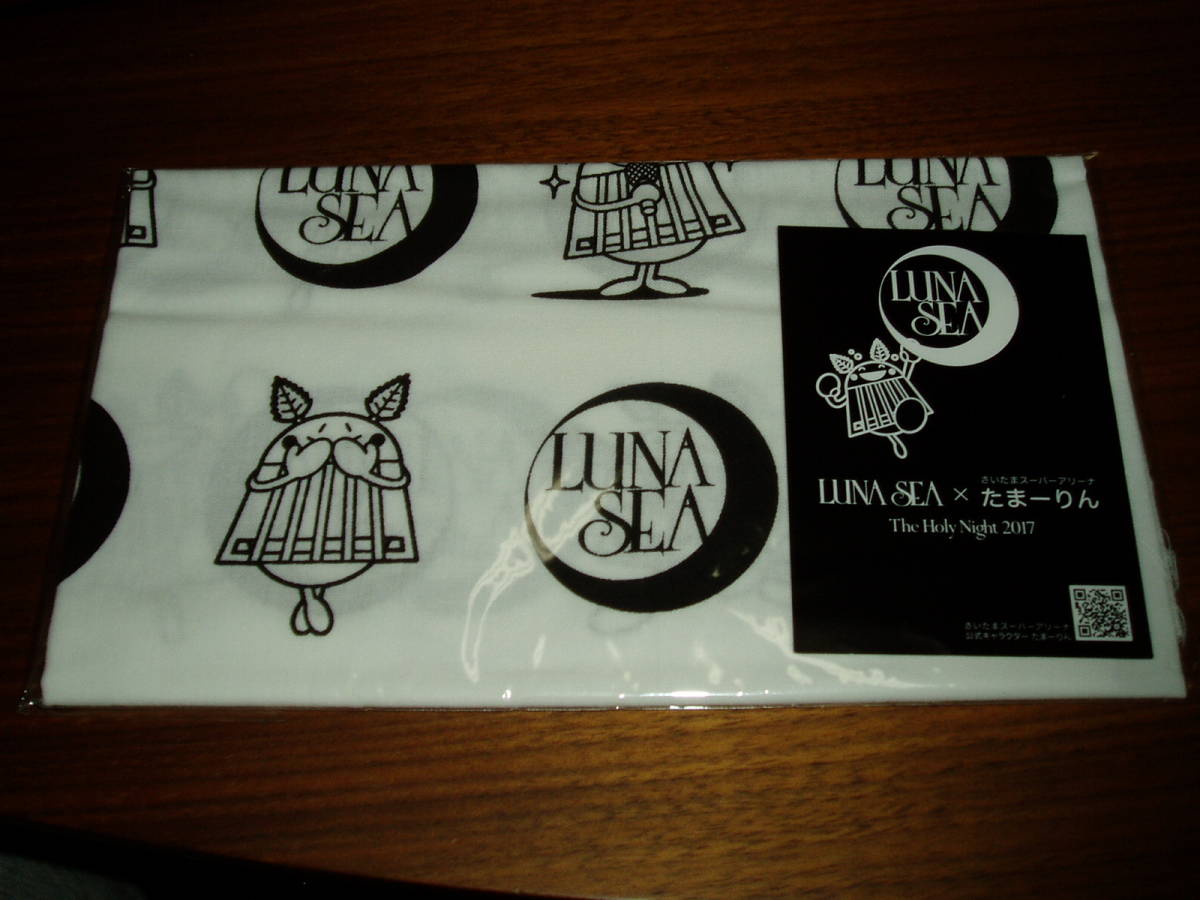 LUNA
SEA
LUNA
SEA
LUNA
SEA
LUNA
SEA
さいたまスーパーアリーナ
LUNA SEA × たまーりん
The Holy Night 2017
さいたまスーパーアリーナ
公式キャラクター たまーりん